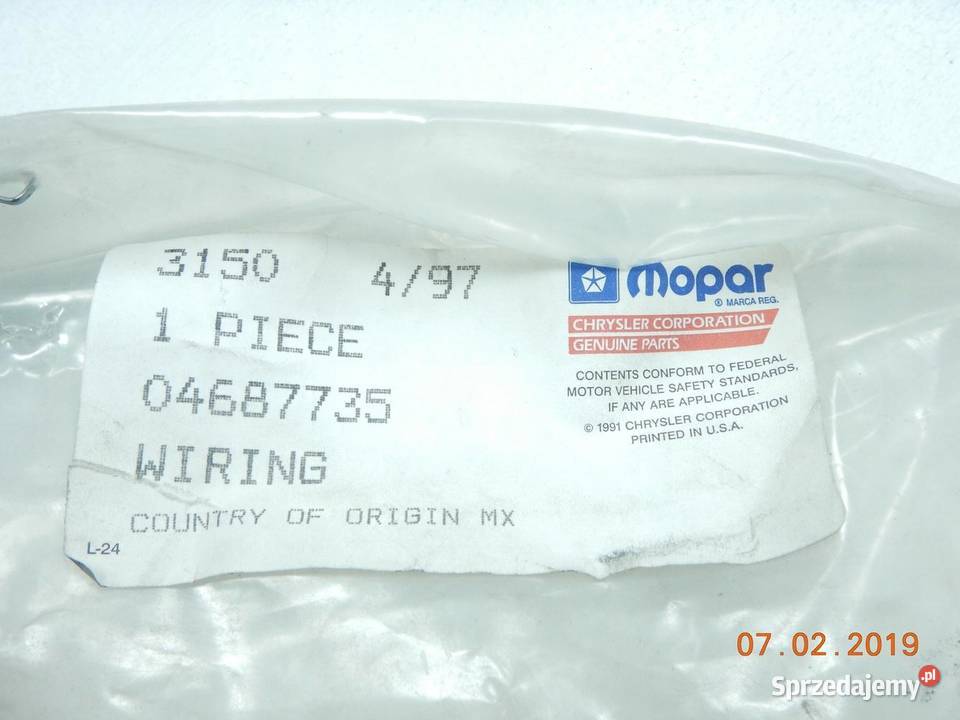 3150 4/97
1 PIECE
04687735
WIRING
COUNTRY OF ORIGIN MX
L-24
Mopar
® MARCA REG.
CHRYSLER CORPORATION
GENUINE PARTS
CONTENTS CONFORM TO FEDERAL
MOTOR VEHICLE SAFETY STANDARDS,
IF ANY ARE APPLICABLE.
© 1991 CHRYSLER CORPORATION
PRINTED IN U.S.A.
07.02.2019
Sprzedajemy.pl